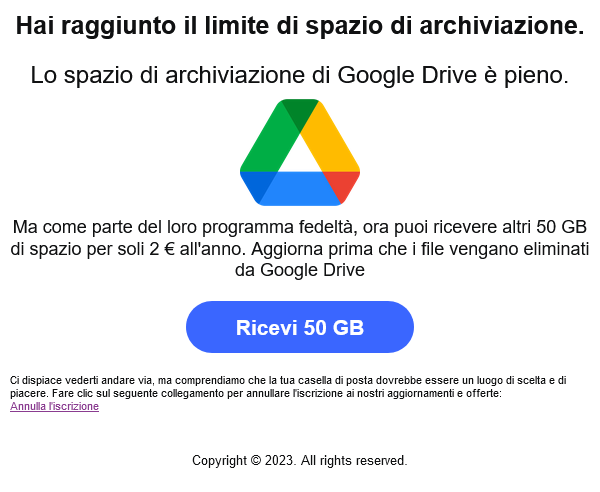 Hai raggiunto il limite di spazio di archiviazione.
Lo spazio di archiviazione di Google Drive è pieno.
Ma come parte del loro programma fedeltà, ora puoi ricevere altri 50 GB
di spazio per soli 2 € all'anno. Aggiorna prima che i file vengano eliminati
da Google Drive
Ricevi 50 GB
Ci dispiace vederti andare via, ma comprendiamo che la tua casella di posta dovrebbe essere un luogo di scelta e di
piacere. Fare clic sul seguente collegamento per annullare l'iscrizione ai nostri aggiornamenti e offerte:
Annulla l'iscrizione
Copyright © 2023. All rights reserved.